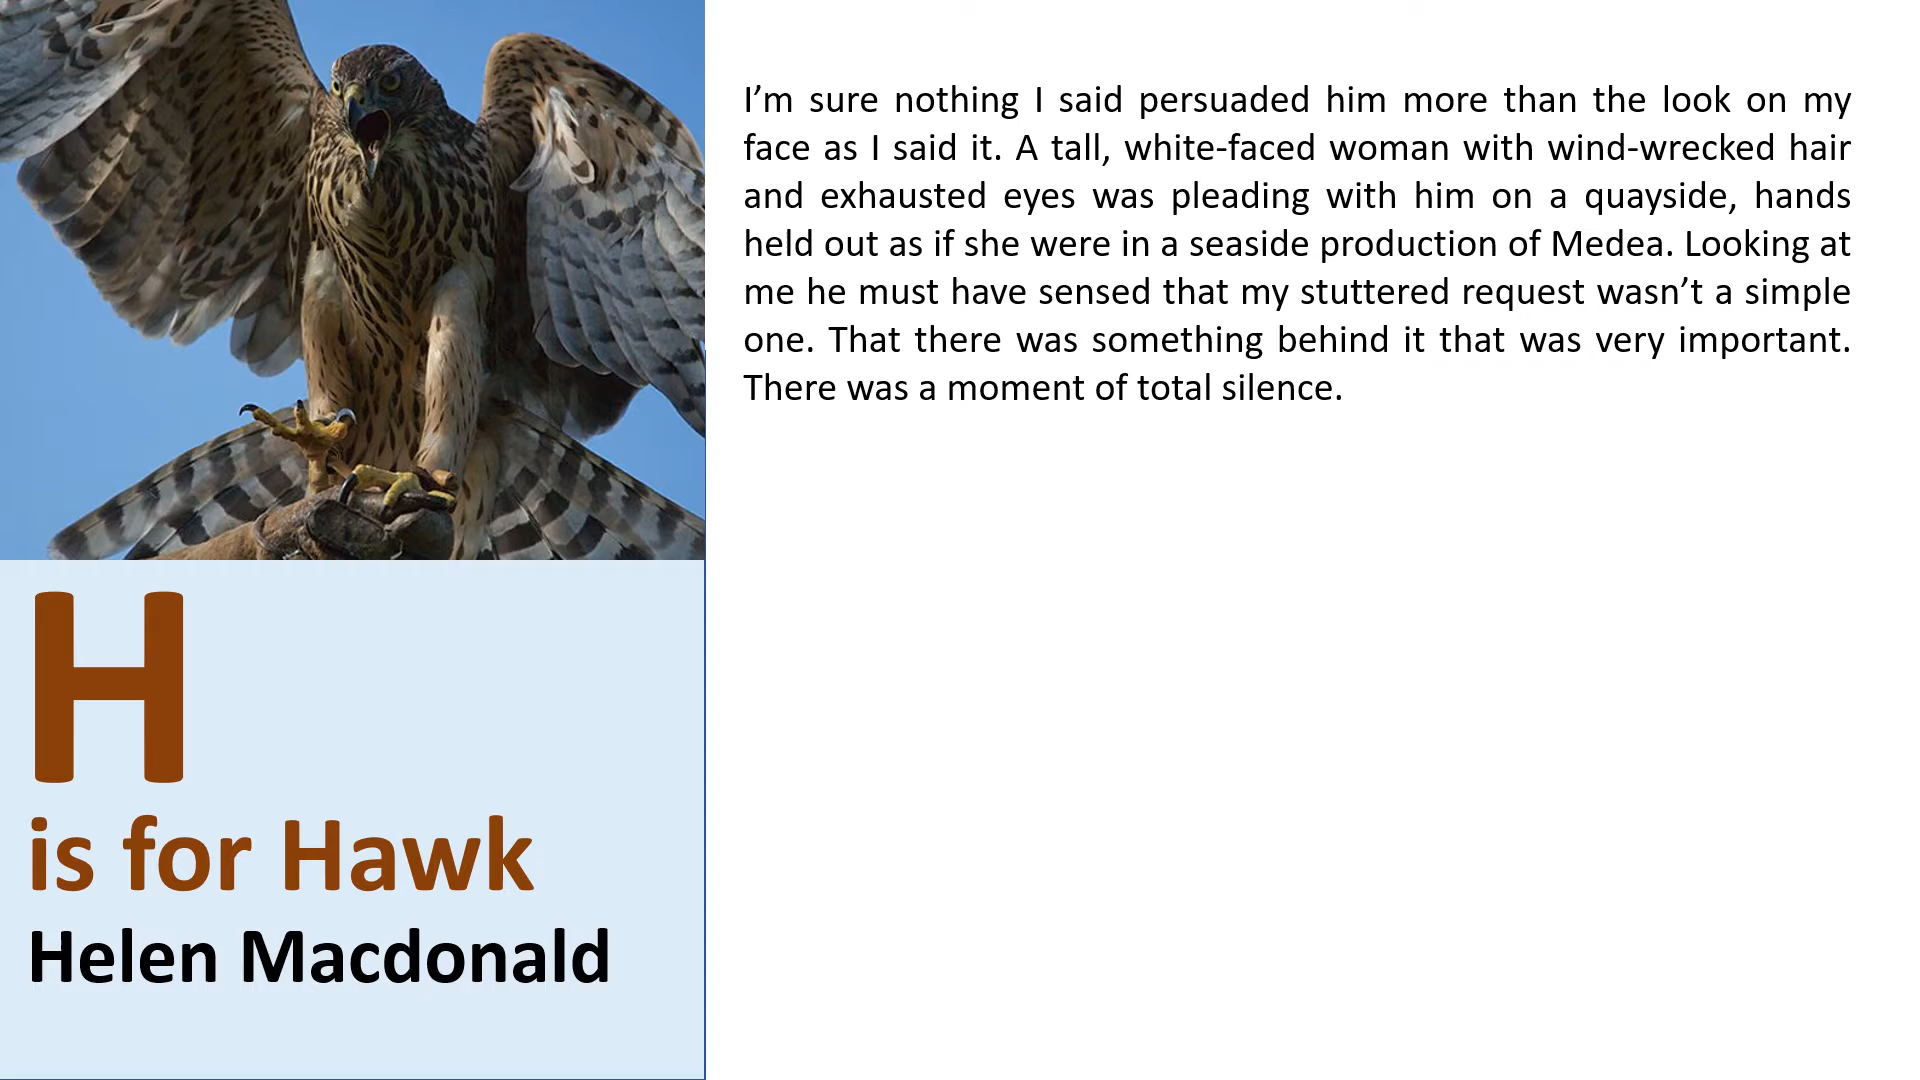 I’m sure nothing I said persuaded him more than the look on my
face as I said it. A tall, white-faced woman with wind-wrecked hair
and exhausted eyes was pleading with him on a quayside, hands
held out as if she were in a seaside production of Medea. Looking at
me he must have sensed that my stuttered request wasn’t a simple
one. That there was something behind it that was very important.
There was a moment of total silence.
H
is for Hawk
Helen Macdonald